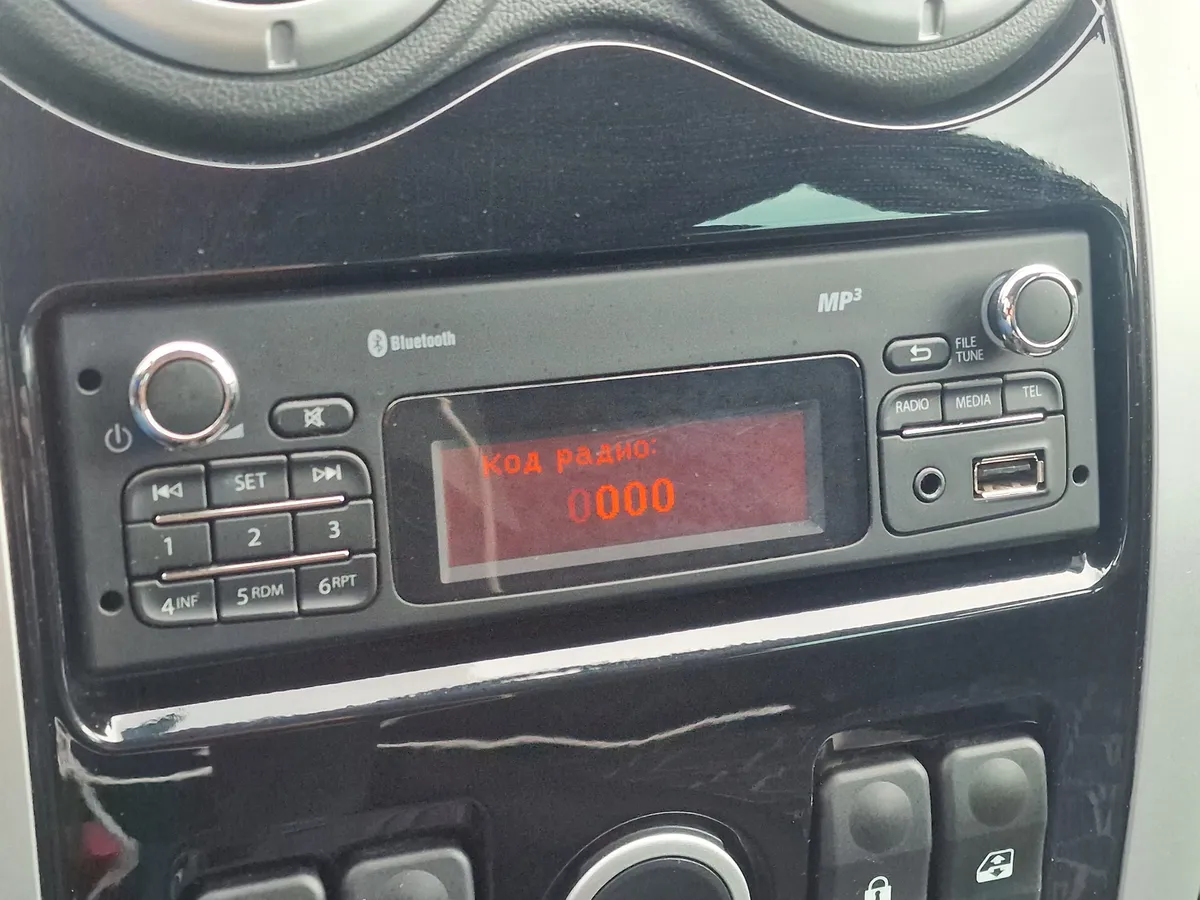 MP3
Bluetooth
FILE
TUNE
RADIO MEDIA TEL
Код радио:
0000
SET
1 2 3
4INF 5RDM 6RPT